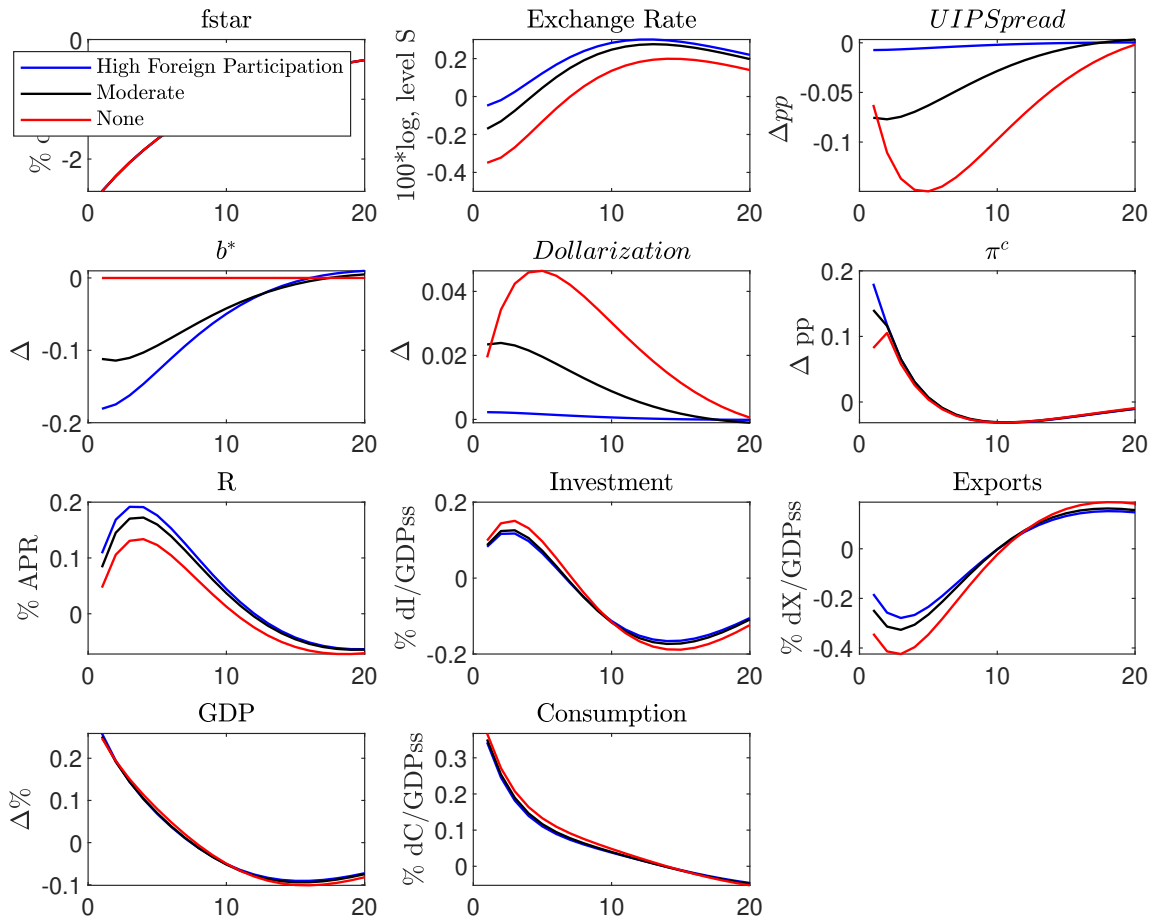 fstar
Exchange Rate
UIPSpread
0
-2
0 10 20
High Foreign Participation
Moderate
None
100*log, level S
0.2
0
-0.2
-0.4
0 10 20
Δpp
0
-0.05
-0.1
0 10 20
b*
Dollarization
π^c
Δ
0
-0.1
-0.2
0 10 20
Δ
0.04
0.02
0
0 10 20
Δ pp
0.2
0.1
0
0 10 20
R
Investment
Exports
% APR
0.2
0.1
0
0 10 20
% dI/GDPss
0.2
0
-0.2
0 10 20
% dX/GDPss
0
-0.2
-0.4
0 10 20
GDP
Consumption
Δ%
0.2
0.1
0
-0.1
0 10 20
% dC/GDPss
0.3
0.2
0.1
0
0 10 20